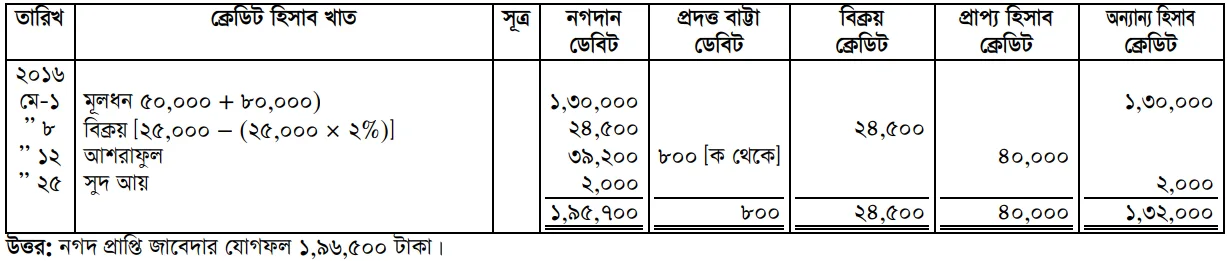 তারিখ ক্রেডিট হিসাব খাত সূত্র নগদান ডেবিট প্রদত্ত বাট্টা ডেবিট বিক্রয় ক্রেডিট প্রাপ্য হিসাব ক্রেডিট অন্যান্য হিসাব ক্রেডিট
২০১৬
মে-১ মূলধন ৫০,০০০ + ৮০,০০০) ১,৩০,০০০ ১,৩০,০০০
” ৮ বিক্রয় [২৫,০০০ − (২৫,০০০ × ২%)] ২৪,৫০০ ২৪,৫০০
” ১২ আশরাফুল ৩৯,২০০ ৮০০ [ক থেকে] ৪০,০০০
” ২৫ সুদ আয় ২,০০০ ২,০০০
১,৯৫,৭০০ ৮০০ ২৪,৫০০ ৪০,০০০ ১,৩২,০০০
উত্তর: নগদ প্রাপ্তি জাবেদার যোগফল ১,৯৬,৫০০ টাকা।